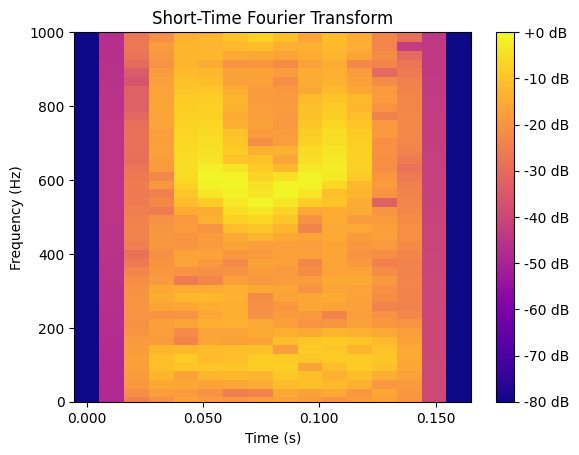 Short-Time Fourier Transform
1000
800
600
400
200
0
Frequency (Hz)
0.000
0.050
0.100
0.150
Time (s)
+0 dB
-10 dB
-20 dB
-30 dB
-40 dB
-50 dB
-60 dB
-70 dB
-80 dB